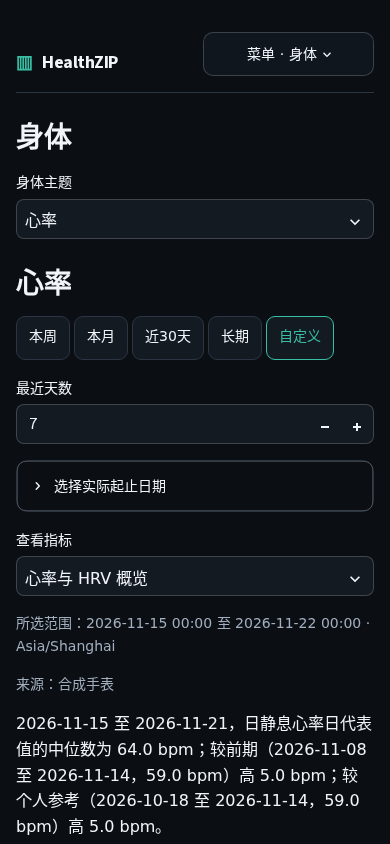 HealthZIP
菜单 · 身体
身体
身体主题
心率
心率
本周 本月 近30天 长期 自定义
最近天数
7
选择实际起止日期
查看指标
心率与 HRV 概览
所选范围：2026-11-15 00:00 至 2026-11-22 00:00 ·
Asia/Shanghai
来源：合成手表
2026-11-15 至 2026-11-21，日静息心率日代表
值的中位数为 64.0 bpm；较前期（2026-11-08
至 2026-11-14，59.0 bpm）高 5.0 bpm；较
个人参考（2026-10-18 至 2026-11-14，59.0
bpm）高 5.0 bpm。